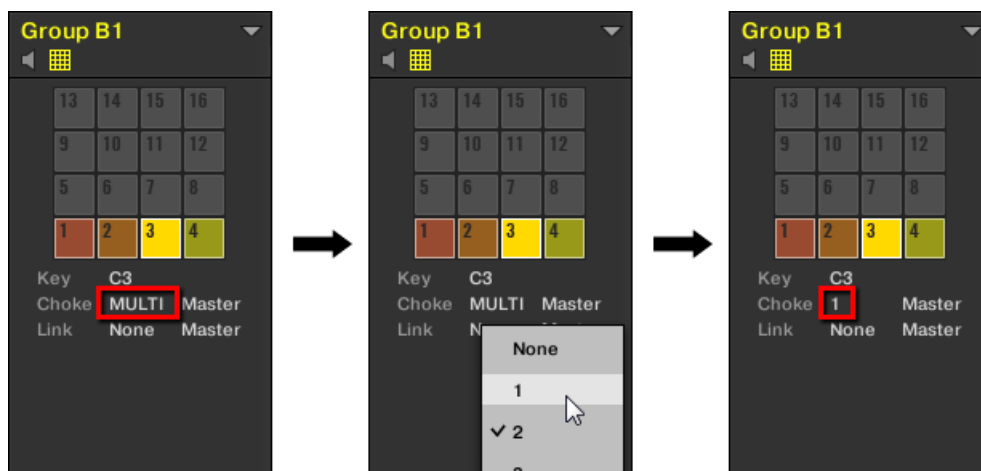 Group B1
13 14 15 16
9 10 11 12
5 6 7 8
1 2 3 4
Key C3
Choke MULTI Master
Link None Master
Group B1
13 14 15 16
9 10 11 12
5 6 7 8
1 2 3 4
Key C3
Choke MULTI Master
Link
None
1
2
Group B1
13 14 15 16
9 10 11 12
5 6 7 8
1 2 3 4
Key C3
Choke 1 Master
Link None Master